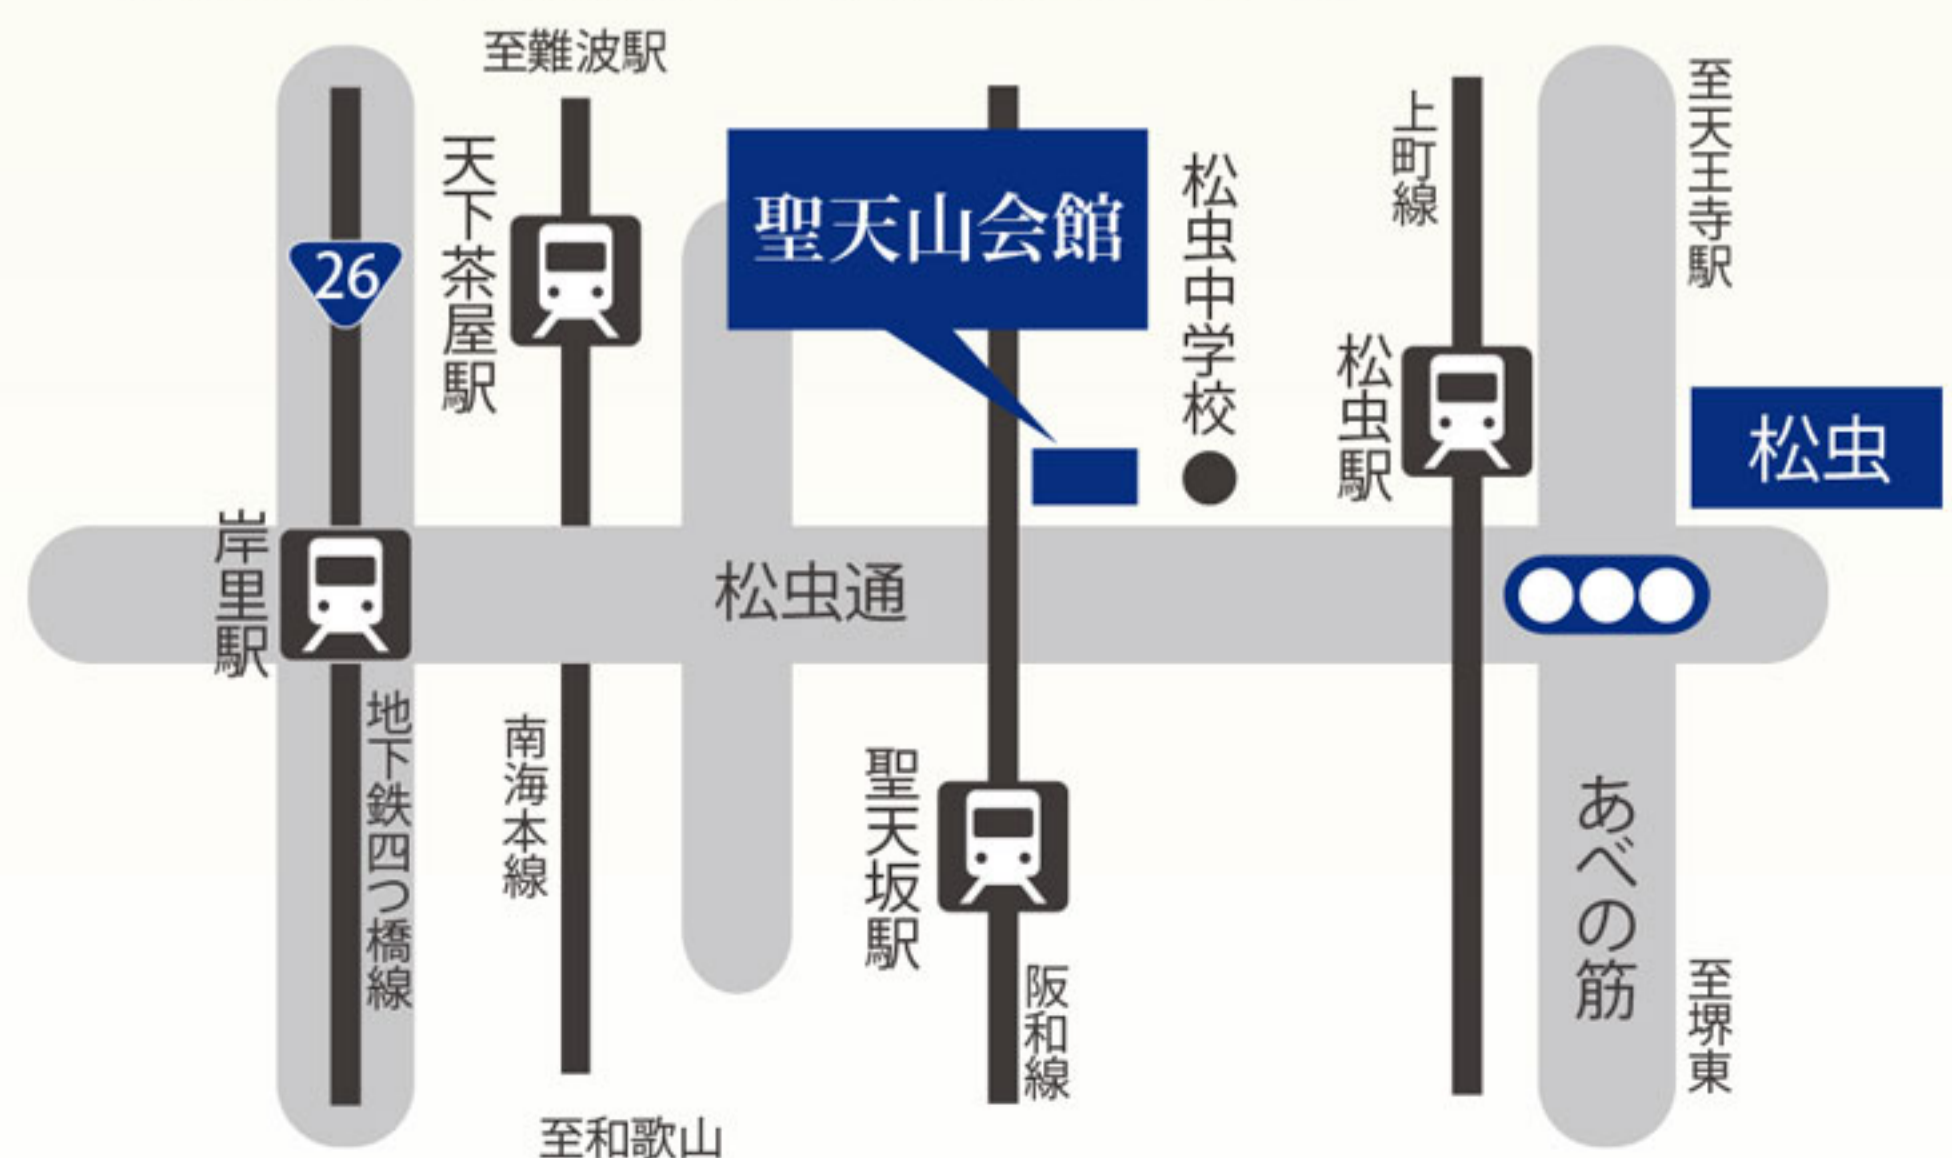 至難波駅
26
天下茶屋駅
聖天山会館
松虫中学校
上町線
至天王寺駅
松虫駅
松虫
岸里駅
松虫通
地下鉄四つ橋線
南海本線
聖天坂駅
阪和線
あべの筋
至堺東
至和歌山